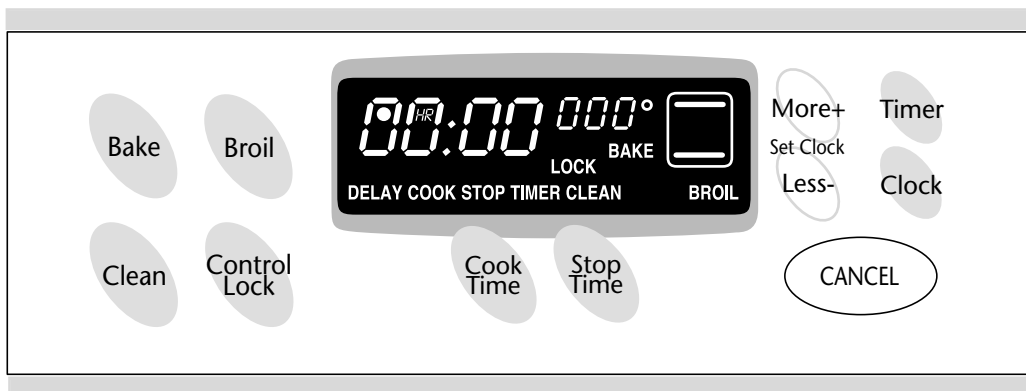 Bake
Broil
Clean
Control
Lock
HR
00:00
000°
BAKE
LOCK
DELAY COOK STOP TIMER CLEAN
BROIL
Cook
Time
Stop
Time
More+
Set Clock
Less-
Timer
Clock
CANCEL